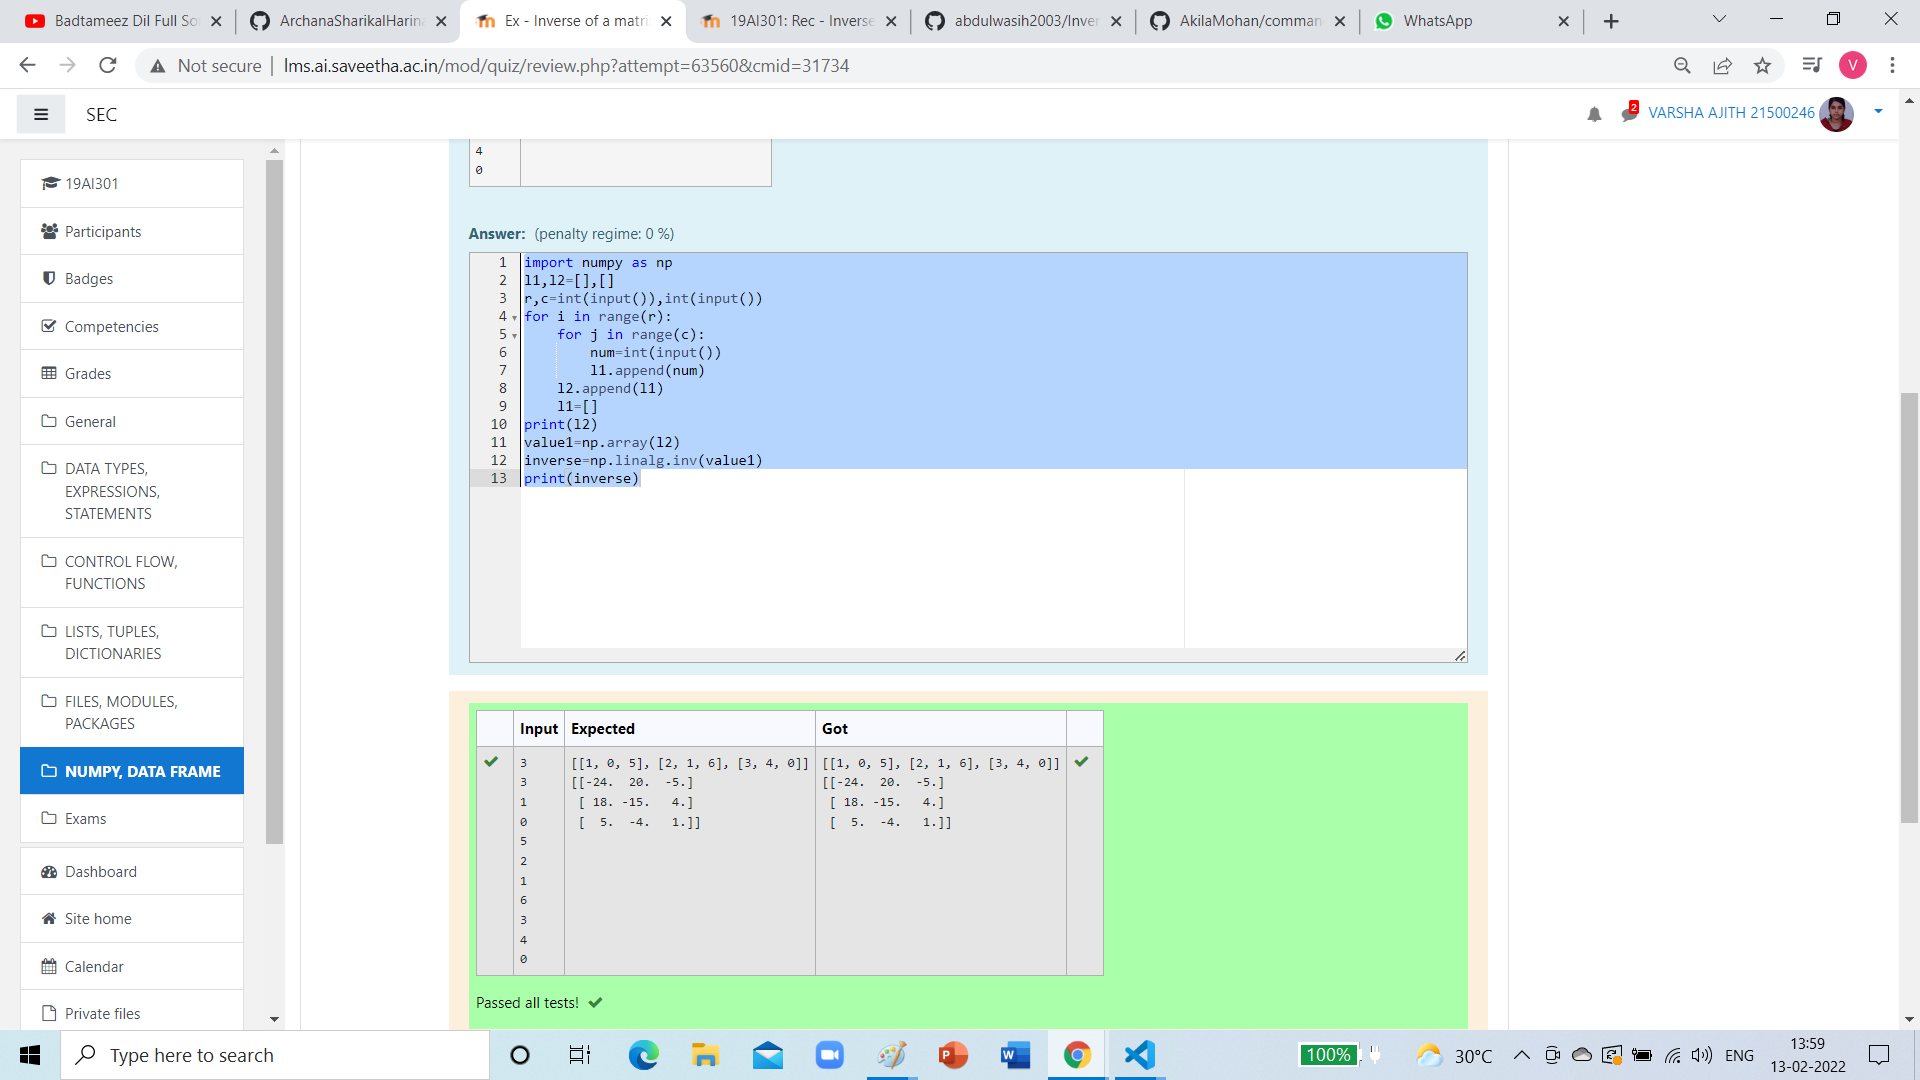 Badtameez Dil Full So
ArchanaSharikalHarina
Ex - Inverse of a matri
19AI301: Rec - Inverse
abdulwasih2003/Inver
AkilaMohan/comman
WhatsApp
Not secure
lms.ai.saveetha.ac.in/mod/quiz/review.php?attempt=63560&cmid=31734
V
SEC
2
VARSHA AJITH 21500246
19AI301
Participants
Badges
Competencies
Grades
General
DATA TYPES,
EXPRESSIONS,
STATEMENTS
CONTROL FLOW,
FUNCTIONS
LISTS, TUPLES,
DICTIONARIES
FILES, MODULES,
PACKAGES
NUMPY, DATA FRAME
Exams
Dashboard
Site home
Calendar
Private files
4
0
Answer: (penalty regime: 0 %)
1 import numpy as np
2 l1,l2=[],[]
3 r,c=int(input()),int(input())
4 for i in range(r):
5     for j in range(c):
6         num=int(input())
7         l1.append(num)
8     l2.append(l1)
9     l1=[]
10 print(l2)
11 value1=np.array(l2)
12 inverse=np.linalg.inv(value1)
13 print(inverse)
Input Expected Got
3 [[1, 0, 5], [2, 1, 6], [3, 4, 0]] [[1, 0, 5], [2, 1, 6], [3, 4, 0]]
3 [[-24.  20.  -5.] [[-24.  20.  -5.]
1 [ 18. -15.   4.] [ 18. -15.   4.]
0 [  5.  -4.   1.]] [  5.  -4.   1.]]
5
2
1
6
3
4
0
Passed all tests!
Type here to search
100%
30°C
ENG
13:59
13-02-2022